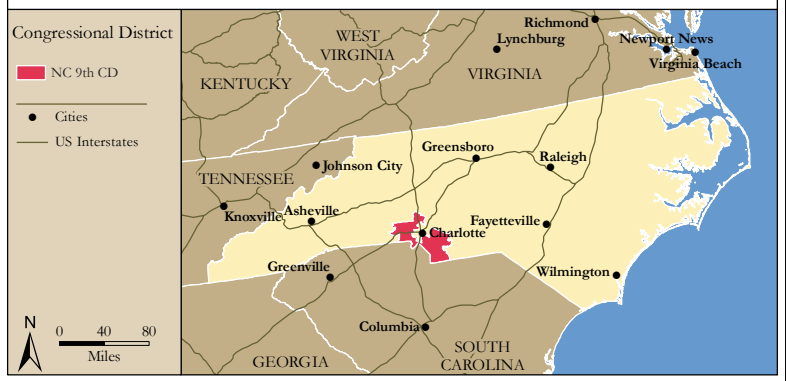 Congressional District
NC 9th CD
Cities
US Interstates
N
0 40 80
Miles
Richmond
WEST
VIRGINIA
Lynchburg
Newport News
Virginia Beach
KENTUCKY
VIRGINIA
Greensboro
Raleigh
Johnson City
TENNESSEE
Knoxville
Asheville
Charlotte
Fayetteville
Greenville
Wilmington
Columbia
GEORGIA
SOUTH
CAROLINA